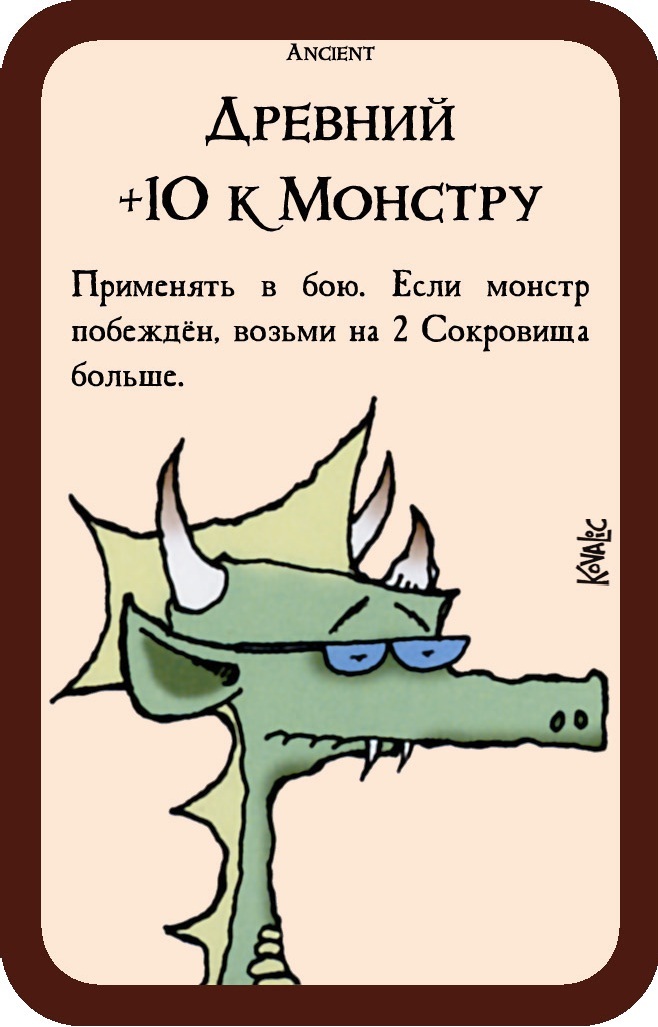 Ancient
Древний
+10 к Монстру
Применять в бою. Если монстр
побеждён, возьми на 2 Сокровища
больше.
Kovalic